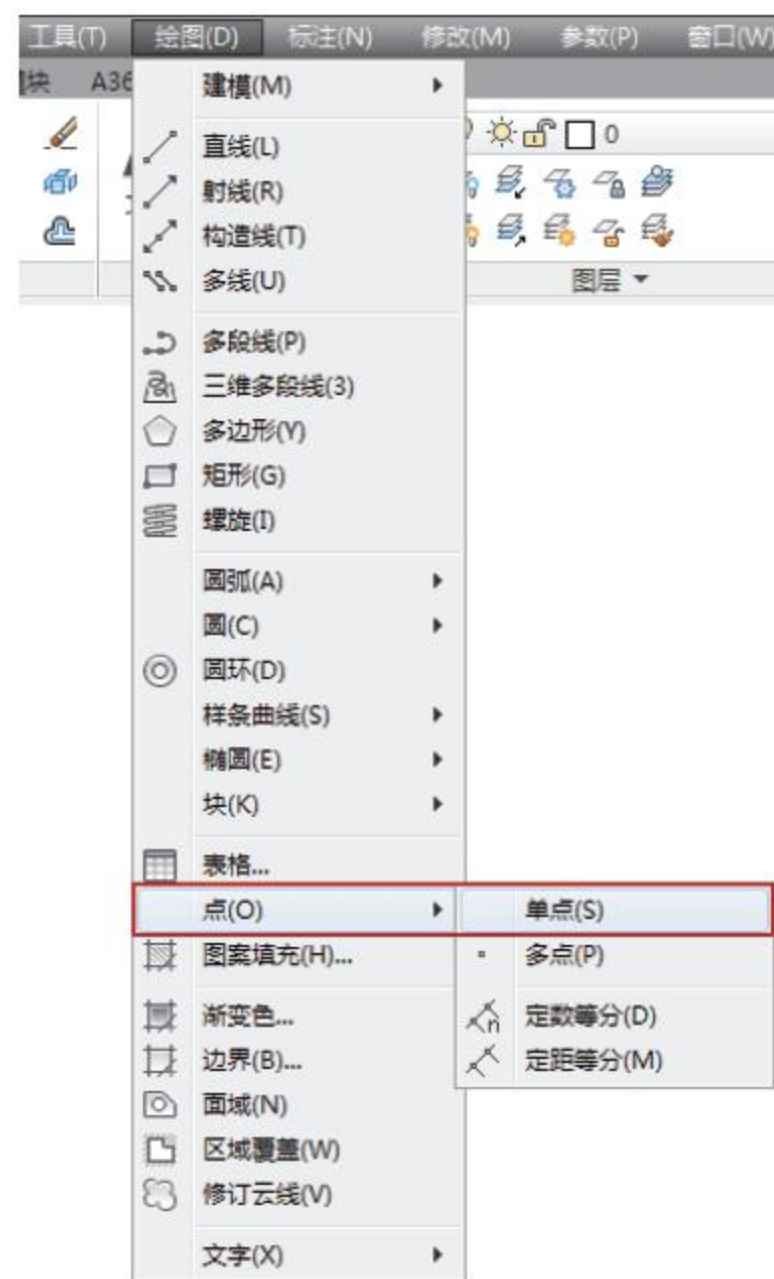 工具(T) 绘图(D) 标注(N) 修改(M) 参数(P) 窗口(W)
块 A36
0
图层
建模(M)
直线(L)
射线(R)
构造线(T)
多线(U)
多段线(P)
三维多段线(3)
多边形(Y)
矩形(G)
螺旋(I)
圆弧(A)
圆(C)
圆环(D)
样条曲线(S)
椭圆(E)
块(K)
表格...
点(O)
单点(S)
图案填充(H)...
多点(P)
渐变色...
定数等分(D)
边界(B)...
定距等分(M)
面域(N)
区域覆盖(W)
修订云线(V)
文字(X)